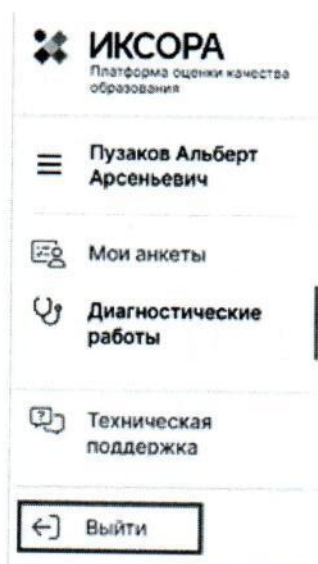 ИКСОРА
Платформа оценки качества
образования
Пузаков Альберт
Арсеньевич
Мои анкеты
Диагностические
работы
Техническая
поддержка
Выйти